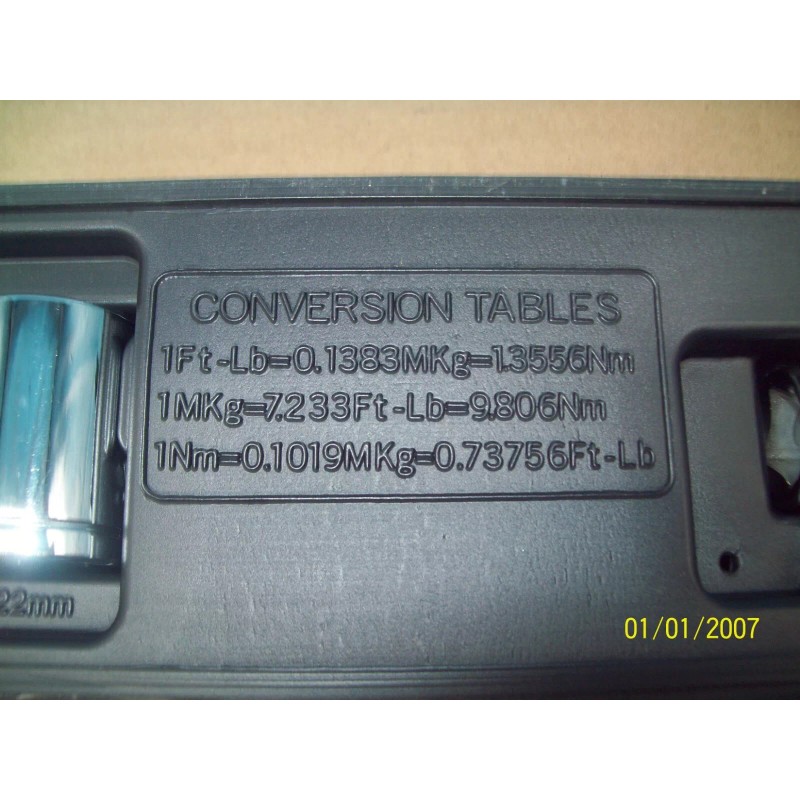 CONVERSION TABLES
1Ft-Lb=0.1383MKg=1.3556Nm
1MKg=7.233Ft-Lb=9.806Nm
1Nm=0.1019MKg=0.73756Ft-Lb
22mm
01/01/2007